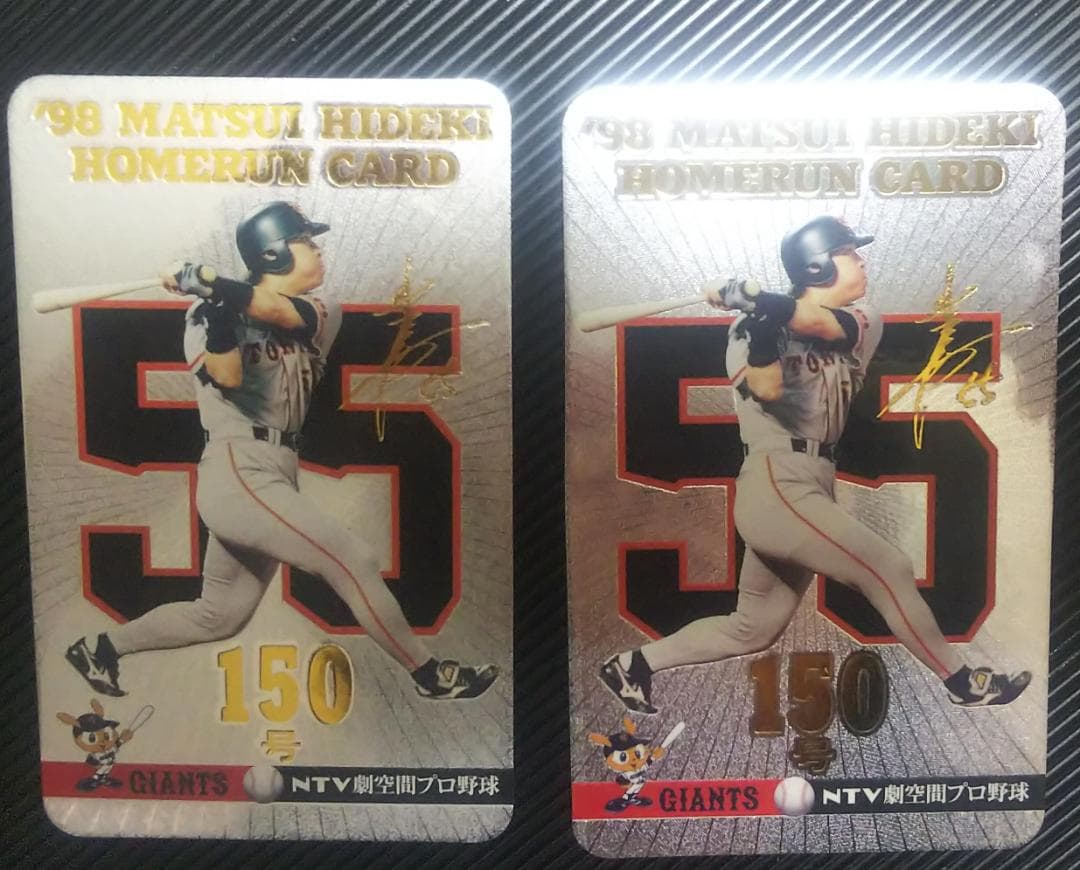 '98 MATSUI HIDEKI
HOMERUN CARD
55
TOKY
150
号
GIANTS
NTV劇空間プロ野球
'98 MATSUI HIDEKI
HOMERUN CARD
55
TOK
150
号
GIANTS
NTV劇空間プロ野球